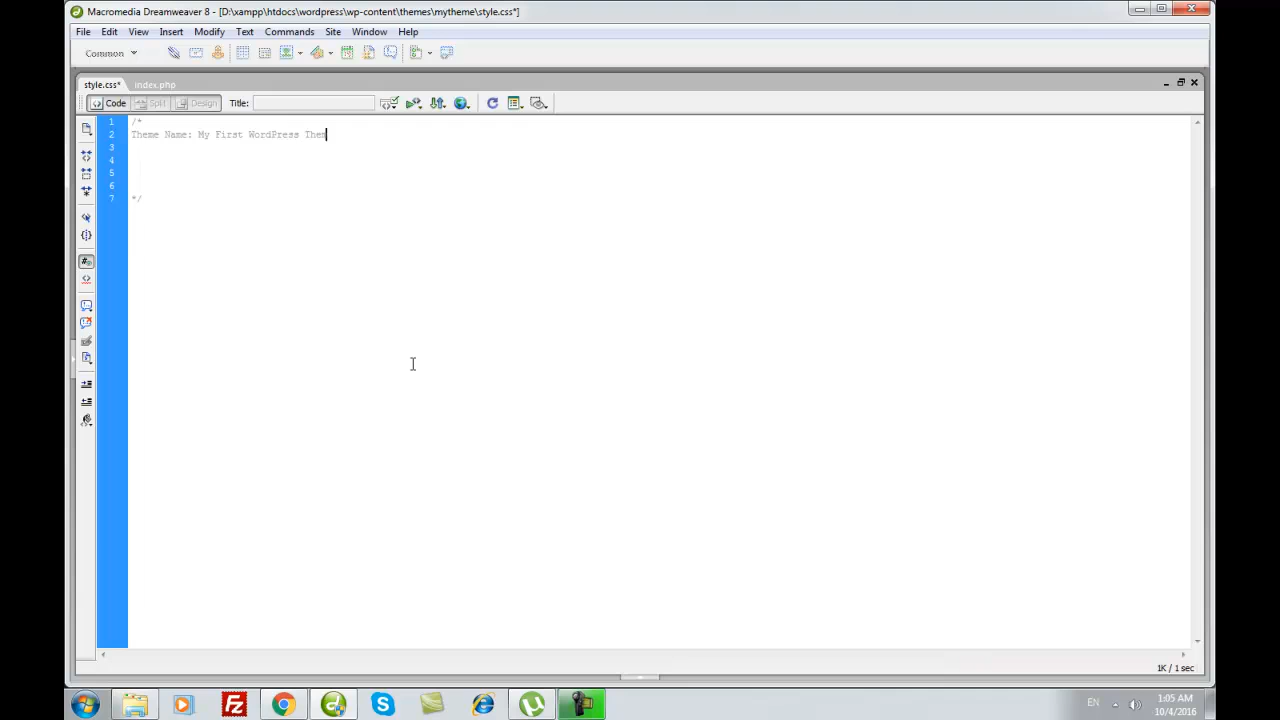 Macromedia Dreamweaver 8 - [D:\xampp\htdocs\wordpress\wp-content\themes\mytheme\style.css*]
File Edit View Insert Modify Text Commands Site Window Help
Common
style.css* index.php
Code Split Design Title:
1 /*
2 Theme Name: My First WordPress Them
3
4
5
6
7 */
1K / 1 sec
EN 1:05 AM
10/4/2016